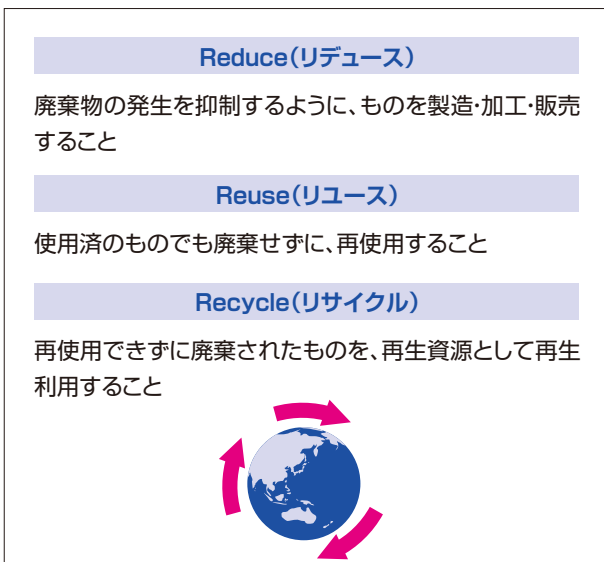 Reduce(リデュース)
廃棄物の発生を抑制するように、ものを製造・加工・販売
すること
Reuse(リユース)
使用済のものでも廃棄せずに、再使用すること
Recycle(リサイクル)
再使用できずに廃棄されたものを、再生資源として再生
利用すること